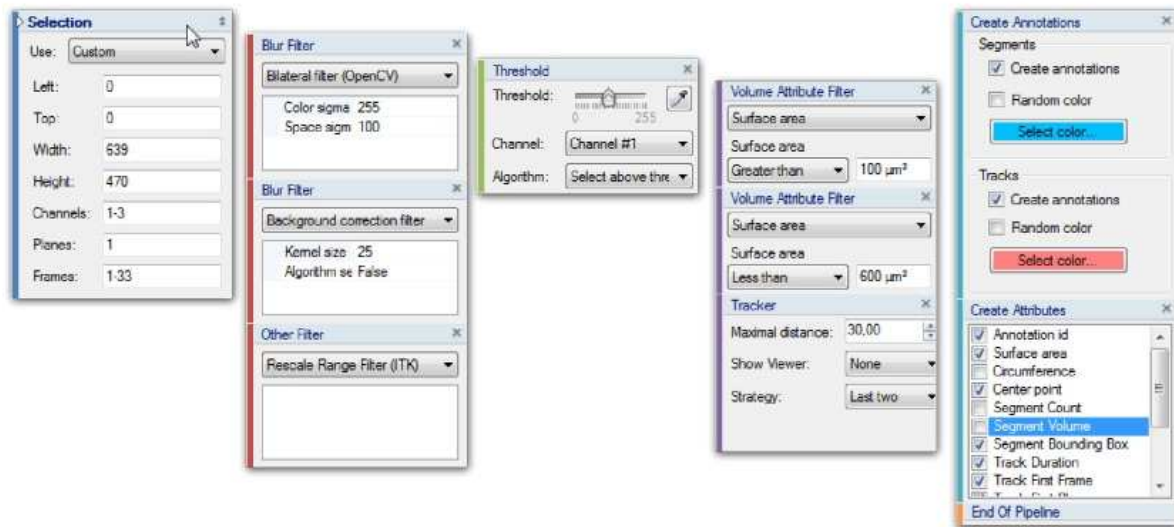 Selection
Use: Custom
Left: 0
Top: 0
Width: 639
Height: 470
Channels: 1-3
Planes: 1
Frames: 1-33
Blur Filter
Bilateral filter (OpenCV)
Color sigma 255
Space sigm 100
Blur Filter
Background correction filter
Kernel size 25
Algorithm se False
Other Filter
Rescale Range Filter (ITK)
Threshold
Threshold:
0 255
Channel: Channel #1
Algorithm: Select above thre
Volume Attribute Filter
Surface area
Surface area
Greater than 100 µm²
Volume Attribute Filter
Surface area
Surface area
Less than 600 µm²
Tracker
Maximal distance: 30,00
Show Viewer: None
Strategy: Last two
Create Annotations
Segments
Create annotations
Random color
Select color...
Tracks
Create annotations
Random color
Select color...
Create Attributes
Annotation id
Surface area
Circumference
Center point
Segment Count
Segment Volume
Segment Bounding Box
Track Duration
Track First Frame
End Of Pipeline